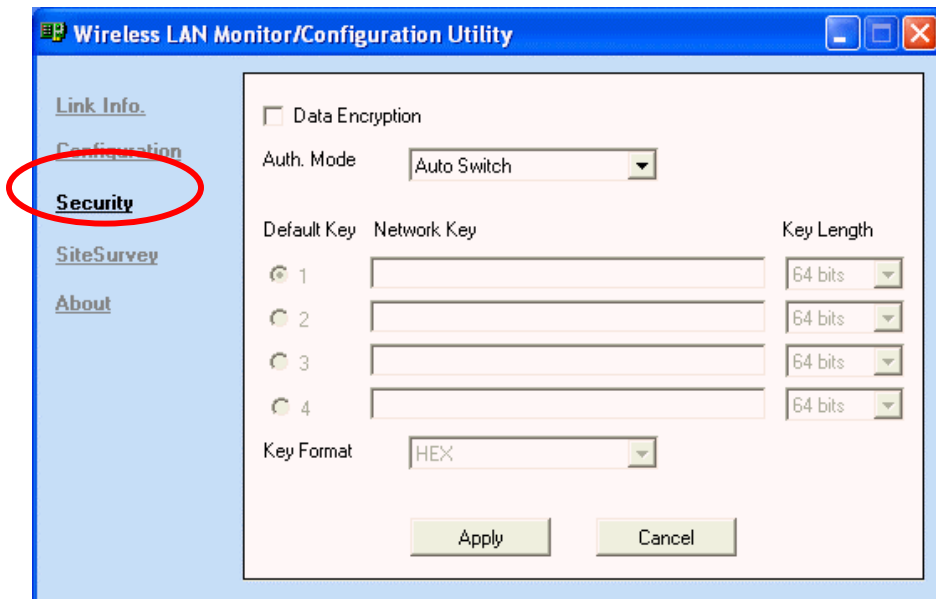 Wireless LAN Monitor/Configuration Utility
Link Info.
Configuration
Security
SiteSurvey
About
Data Encryption
Auth. Mode Auto Switch
Default Key Network Key Key Length
1 64 bits
2 64 bits
3 64 bits
4 64 bits
Key Format HEX
Apply Cancel